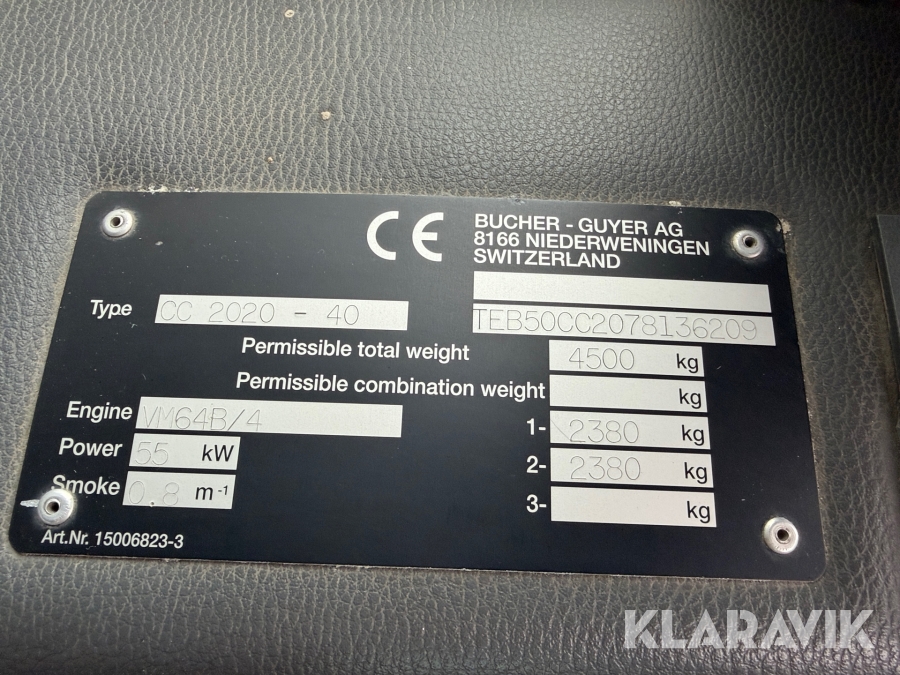 CE
BUCHER - GUYER AG
8166 NIEDERWENINGEN
SWITZERLAND
Type CC 2020 - 40
TEB50CC2078136209
Permissible total weight 4500 kg
Permissible combination weight kg
Engine VM64B/4
1- 2380 kg
Power 55 kW
2- 2380 kg
Smoke 0.8 m-1
3- kg
Art.Nr. 15006823-3
KLARAVIK